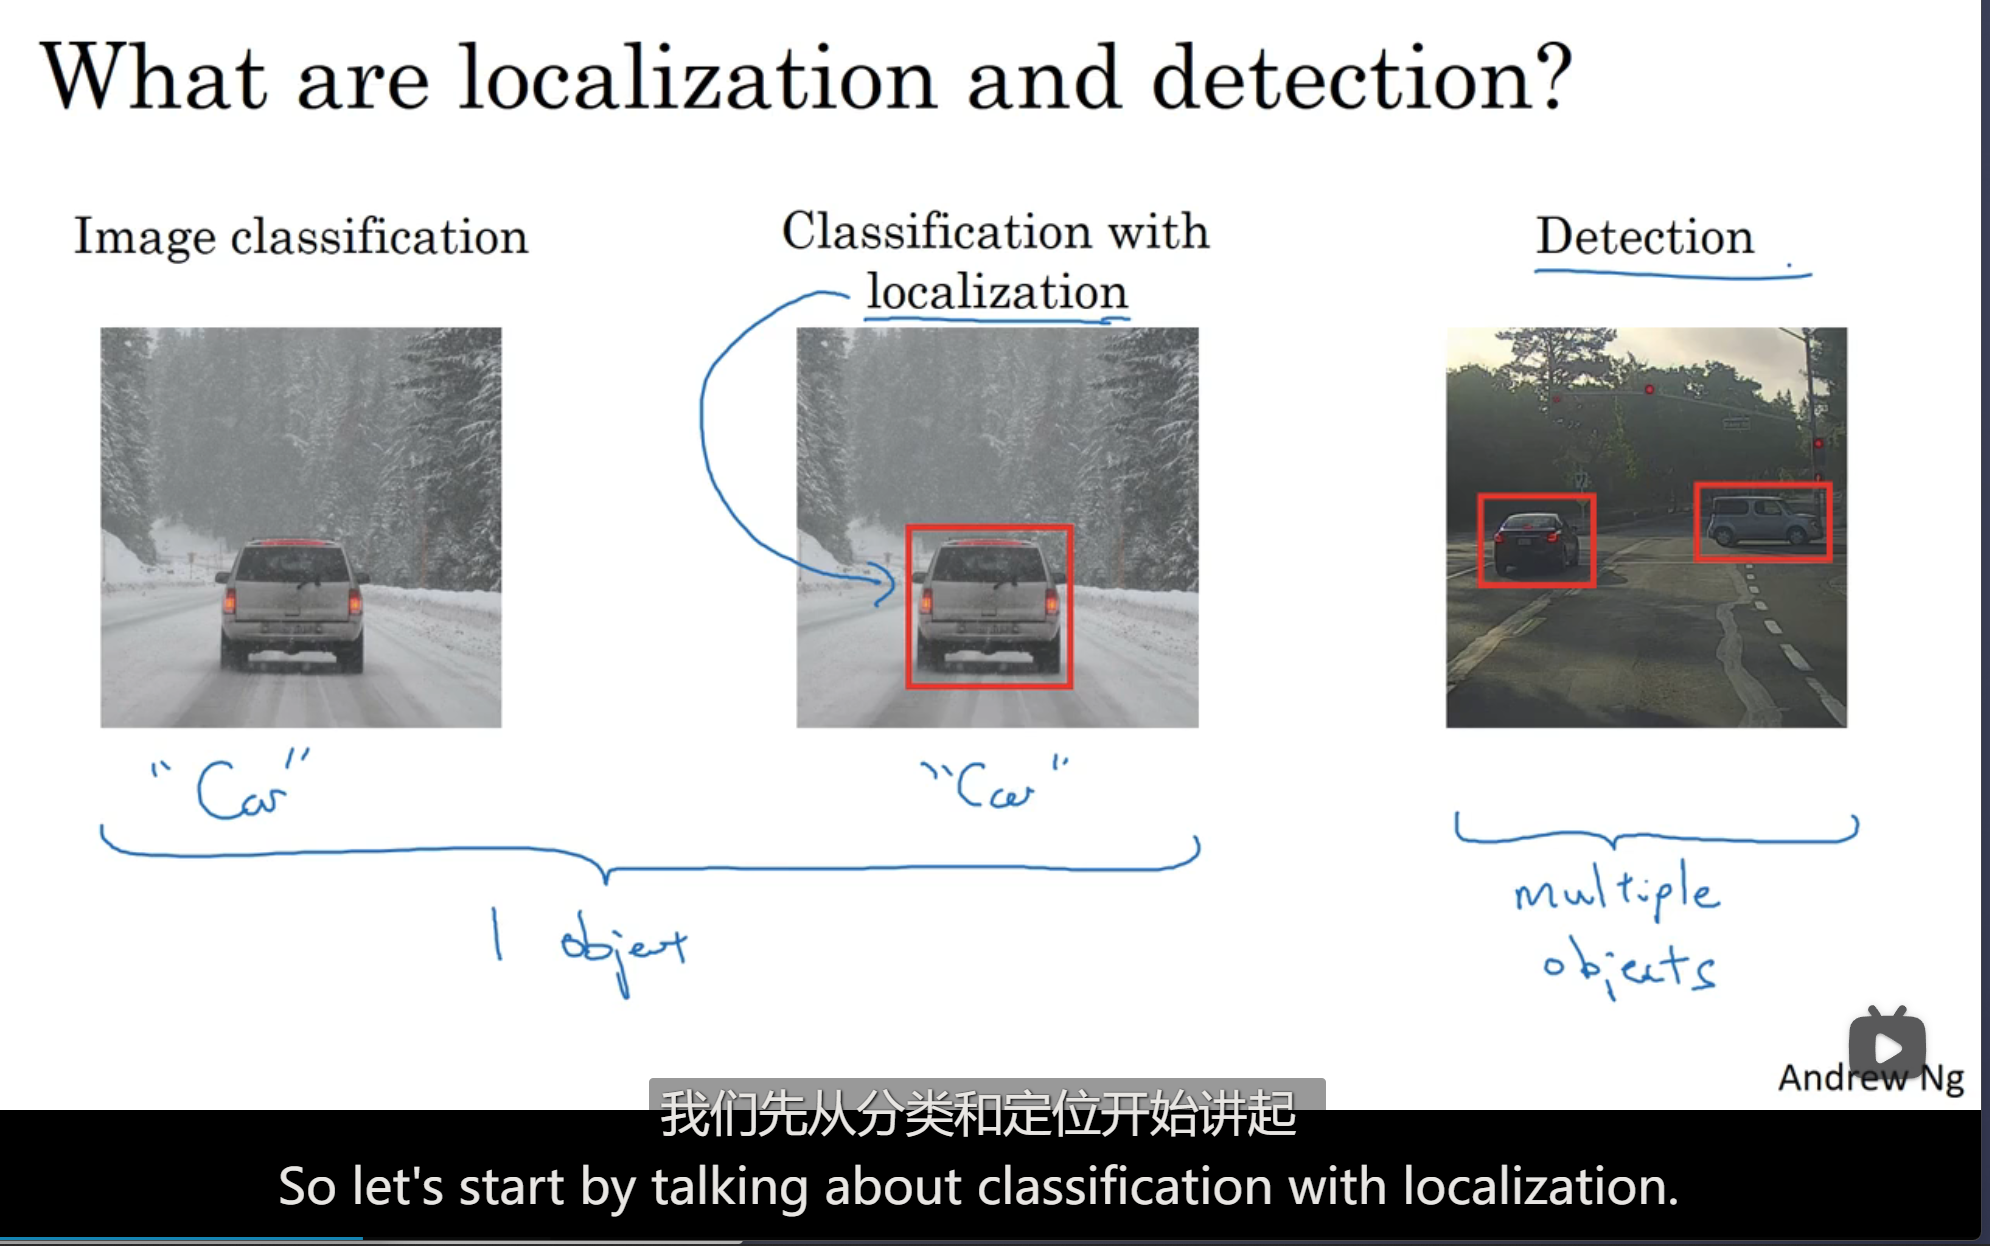 What are localization and detection?
Image classification
Classification with
localization
Detection
"Car"
"Car"
1 object
multiple
objects
Andrew Ng
我们先从分类和定位开始讲起
So let's start by talking about classification with localization.